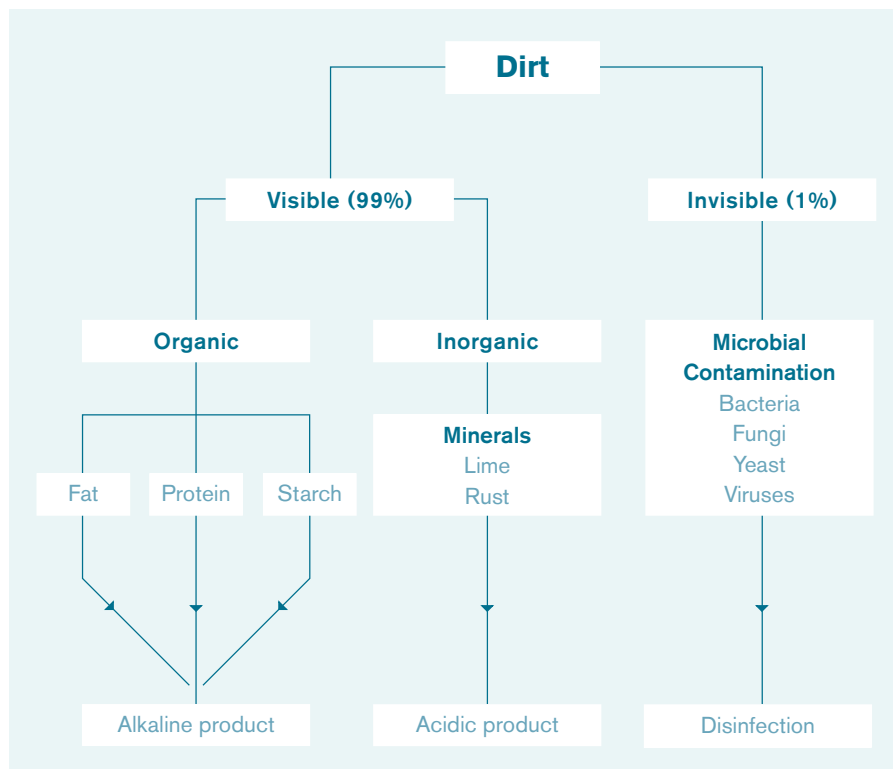 Dirt
Visible (99%)
Invisible (1%)
Organic
Inorganic
Microbial
Contamination
Bacteria
Fungi
Yeast
Viruses
Minerals
Lime
Rust
Fat
Protein
Starch
Alkaline product
Acidic product
Disinfection